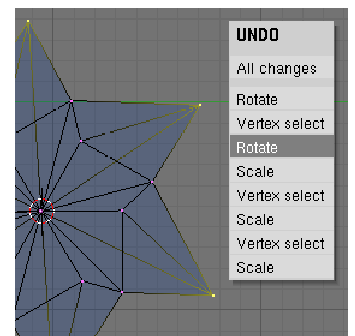 UNDO
All changes
Rotate
Vertex select
Rotate
Scale
Vertex select
Scale
Vertex select
Scale